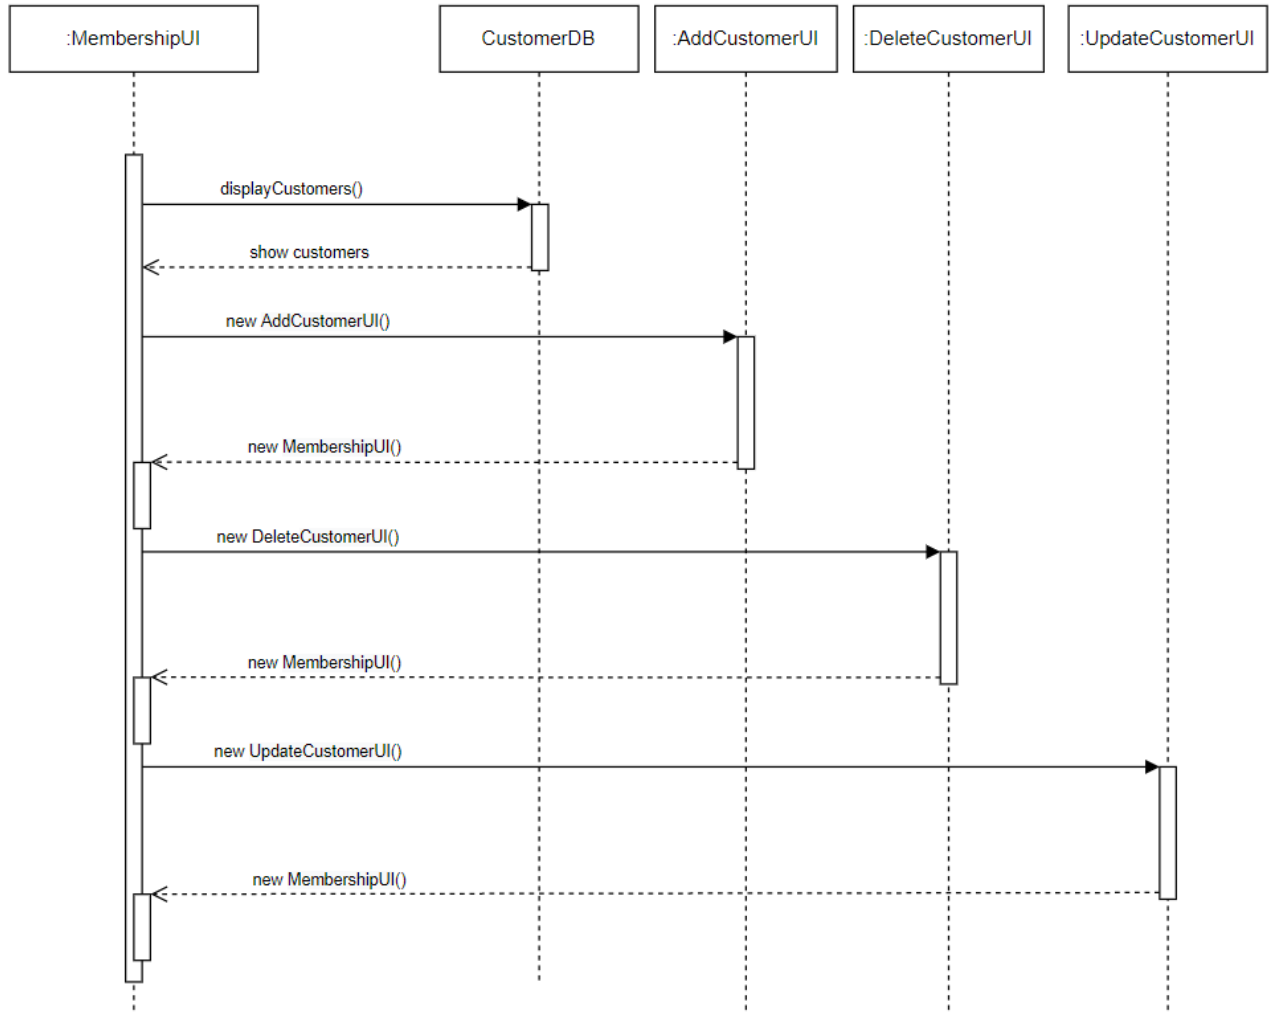 :MembershipUI
CustomerDB
:AddCustomerUI
:DeleteCustomerUI
:UpdateCustomerUI
displayCustomers()
show customers
new AddCustomerUI()
new MembershipUI()
new DeleteCustomerUI()
new MembershipUI()
new UpdateCustomerUI()
new MembershipUI()